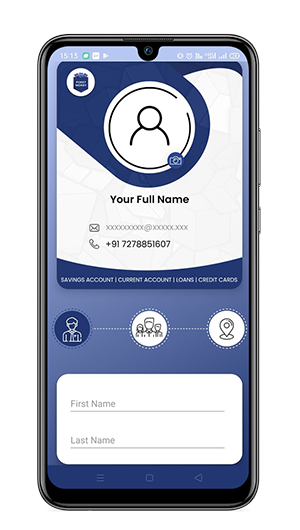 15:15
Your Full Name
xxxxxxxxx@xxxxx.xxx
+91 7278851607
SAVINGS ACCOUNT | CURRENT ACCOUNT | LOANS | CREDIT CARDS
First Name
Last Name